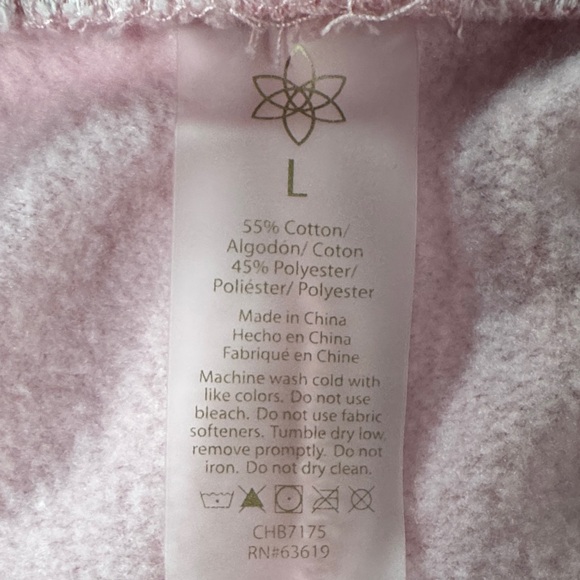 L
55% Cotton/
Algodón/ Coton
45% Polyester/
Poliéster/ Polyester
Made in China
Hecho en China
Fabriqué en Chine
Machine wash cold with
like colors. Do not use
bleach. Do not use fabric
softeners. Tumble dry low,
remove promptly. Do not
iron. Do not dry clean.
CHB7175
RN#63619